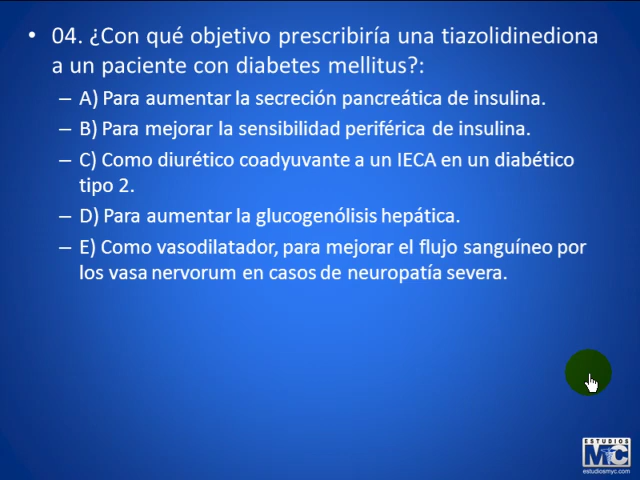 • 04. ¿Con qué objetivo prescribiría una tiazolidinediona
a un paciente con diabetes mellitus?:
– A) Para aumentar la secreción pancreática de insulina.
– B) Para mejorar la sensibilidad periférica de insulina.
– C) Como diurético coadyuvante a un IECA en un diabético
tipo 2.
– D) Para aumentar la glucogenólisis hepática.
– E) Como vasodilatador, para mejorar el flujo sanguíneo por
los vasa nervorum en casos de neuropatía severa.
ESTUDIOS
MyC
estudiosmyc.com